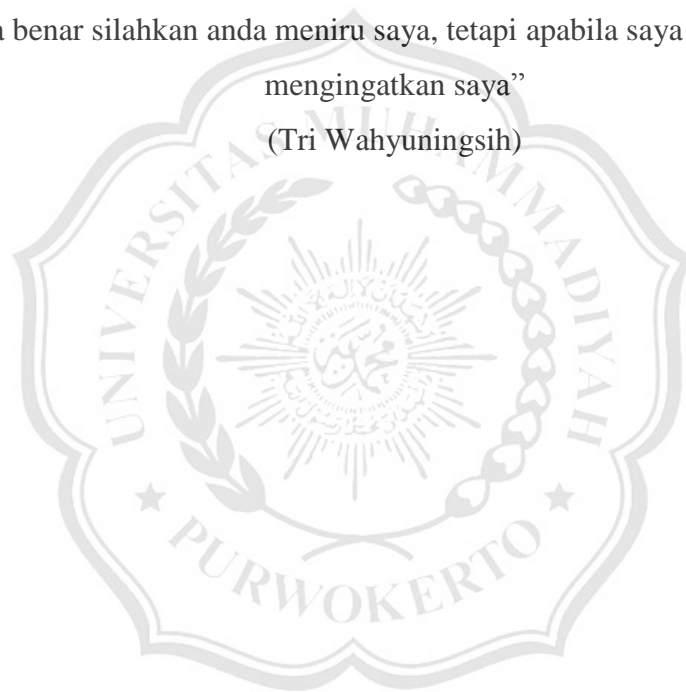 benar silahkan anda meniru saya, tetapi apabila saya
mengingatkan saya”
(Tri Wahyuningsih)
UNIVERSITAS MUHAMMADIYAH
PURWOKERTO